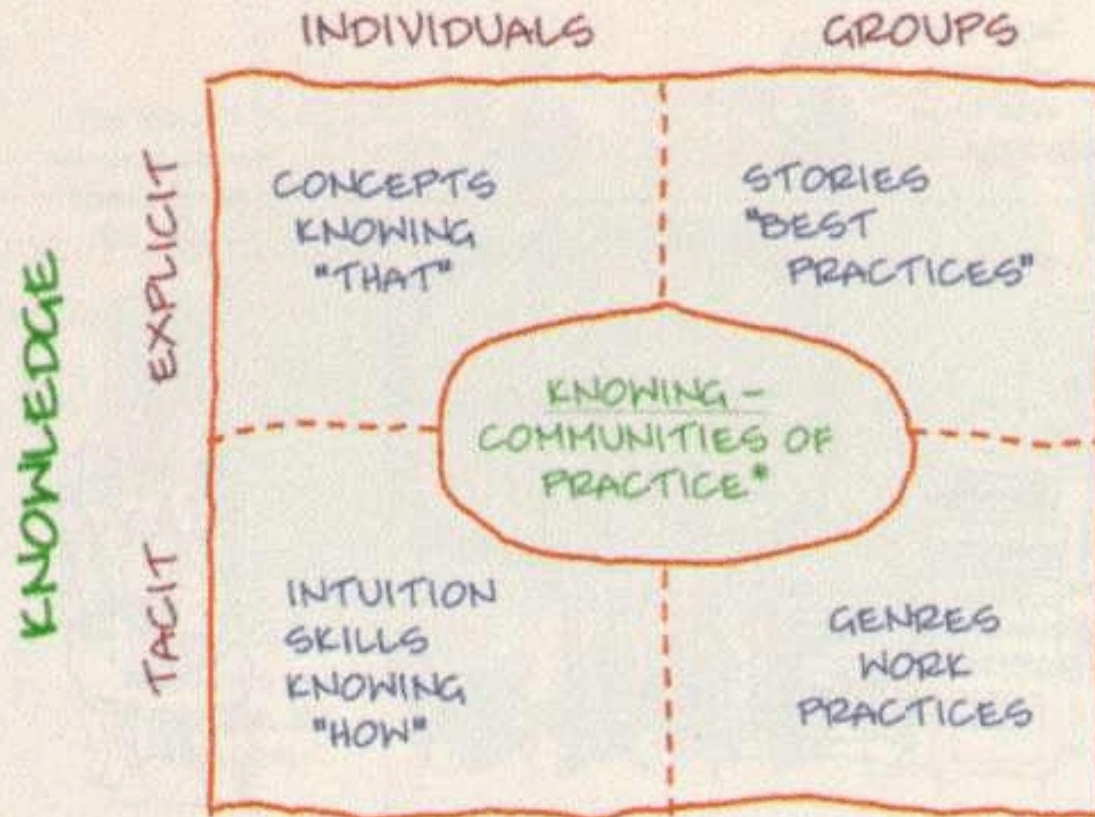 INDIVIDUALS
GROUPS
KNOWLEDGE
EXPLICIT
CONCEPTS
KNOWING
"THAT"
STORIES
"BEST
PRACTICES"
KNOWING –
COMMUNITIES OF
PRACTICE*
TACIT
INTUITION
SKILLS
KNOWING
"HOW"
GENRES
WORK
PRACTICES